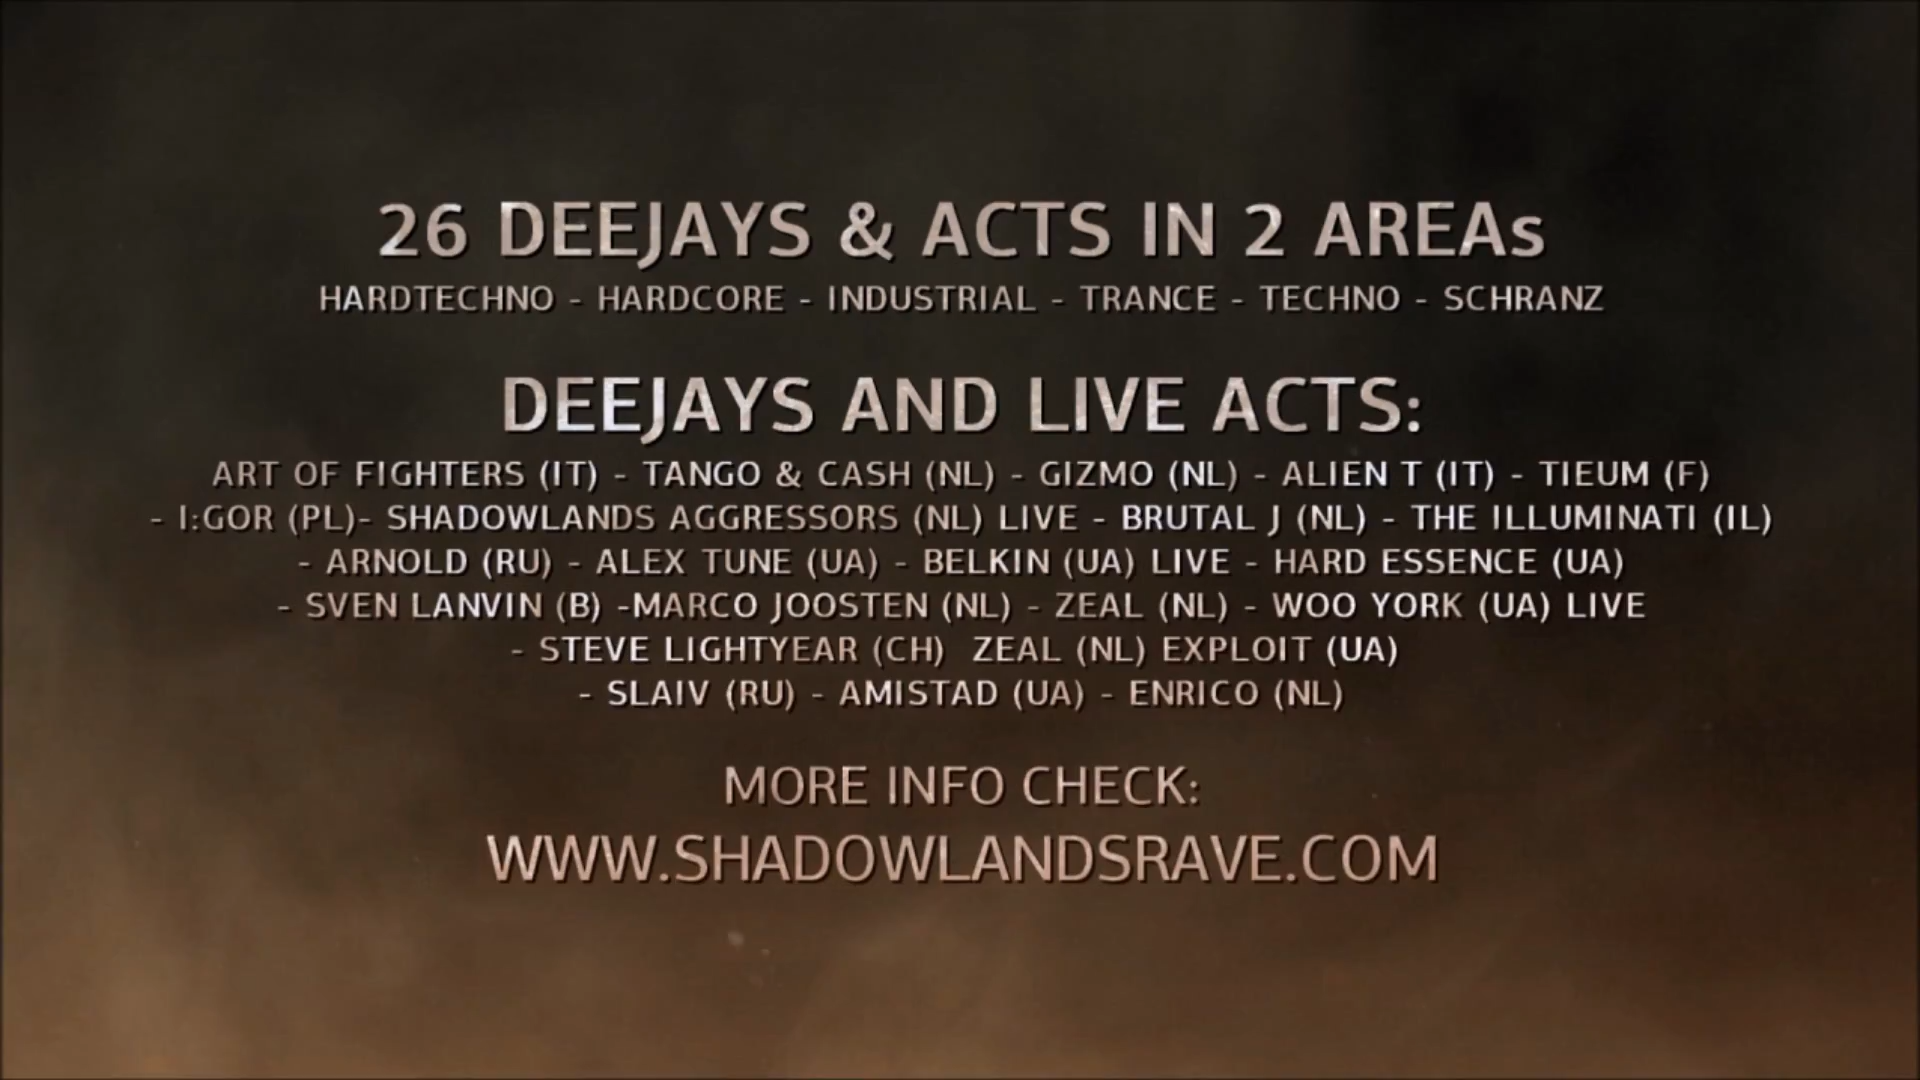 26 DEEJAYS & ACTS IN 2 AREAs
HARDTECHNO - HARDCORE - INDUSTRIAL - TRANCE - TECHNO - SCHRANZ
DEEJAYS AND LIVE ACTS:
ART OF FIGHTERS (IT) - TANGO & CASH (NL) - GIZMO (NL) - ALIEN T (IT) - TIEUM (F)
- I:GOR (PL)- SHADOWLANDS AGGRESSORS (NL) LIVE - BRUTAL J (NL) - THE ILLUMINATI (IL)
- ARNOLD (RU) - ALEX TUNE (UA) - BELKIN (UA) LIVE - HARD ESSENCE (UA)
- SVEN LANVIN (B) -MARCO JOOSTEN (NL) - ZEAL (NL) - WOO YORK (UA) LIVE
- STEVE LIGHTYEAR (CH)  ZEAL (NL) EXPLOIT (UA)
- SLAIV (RU) - AMISTAD (UA) - ENRICO (NL)
MORE INFO CHECK:
WWW.SHADOWLANDSRAVE.COM